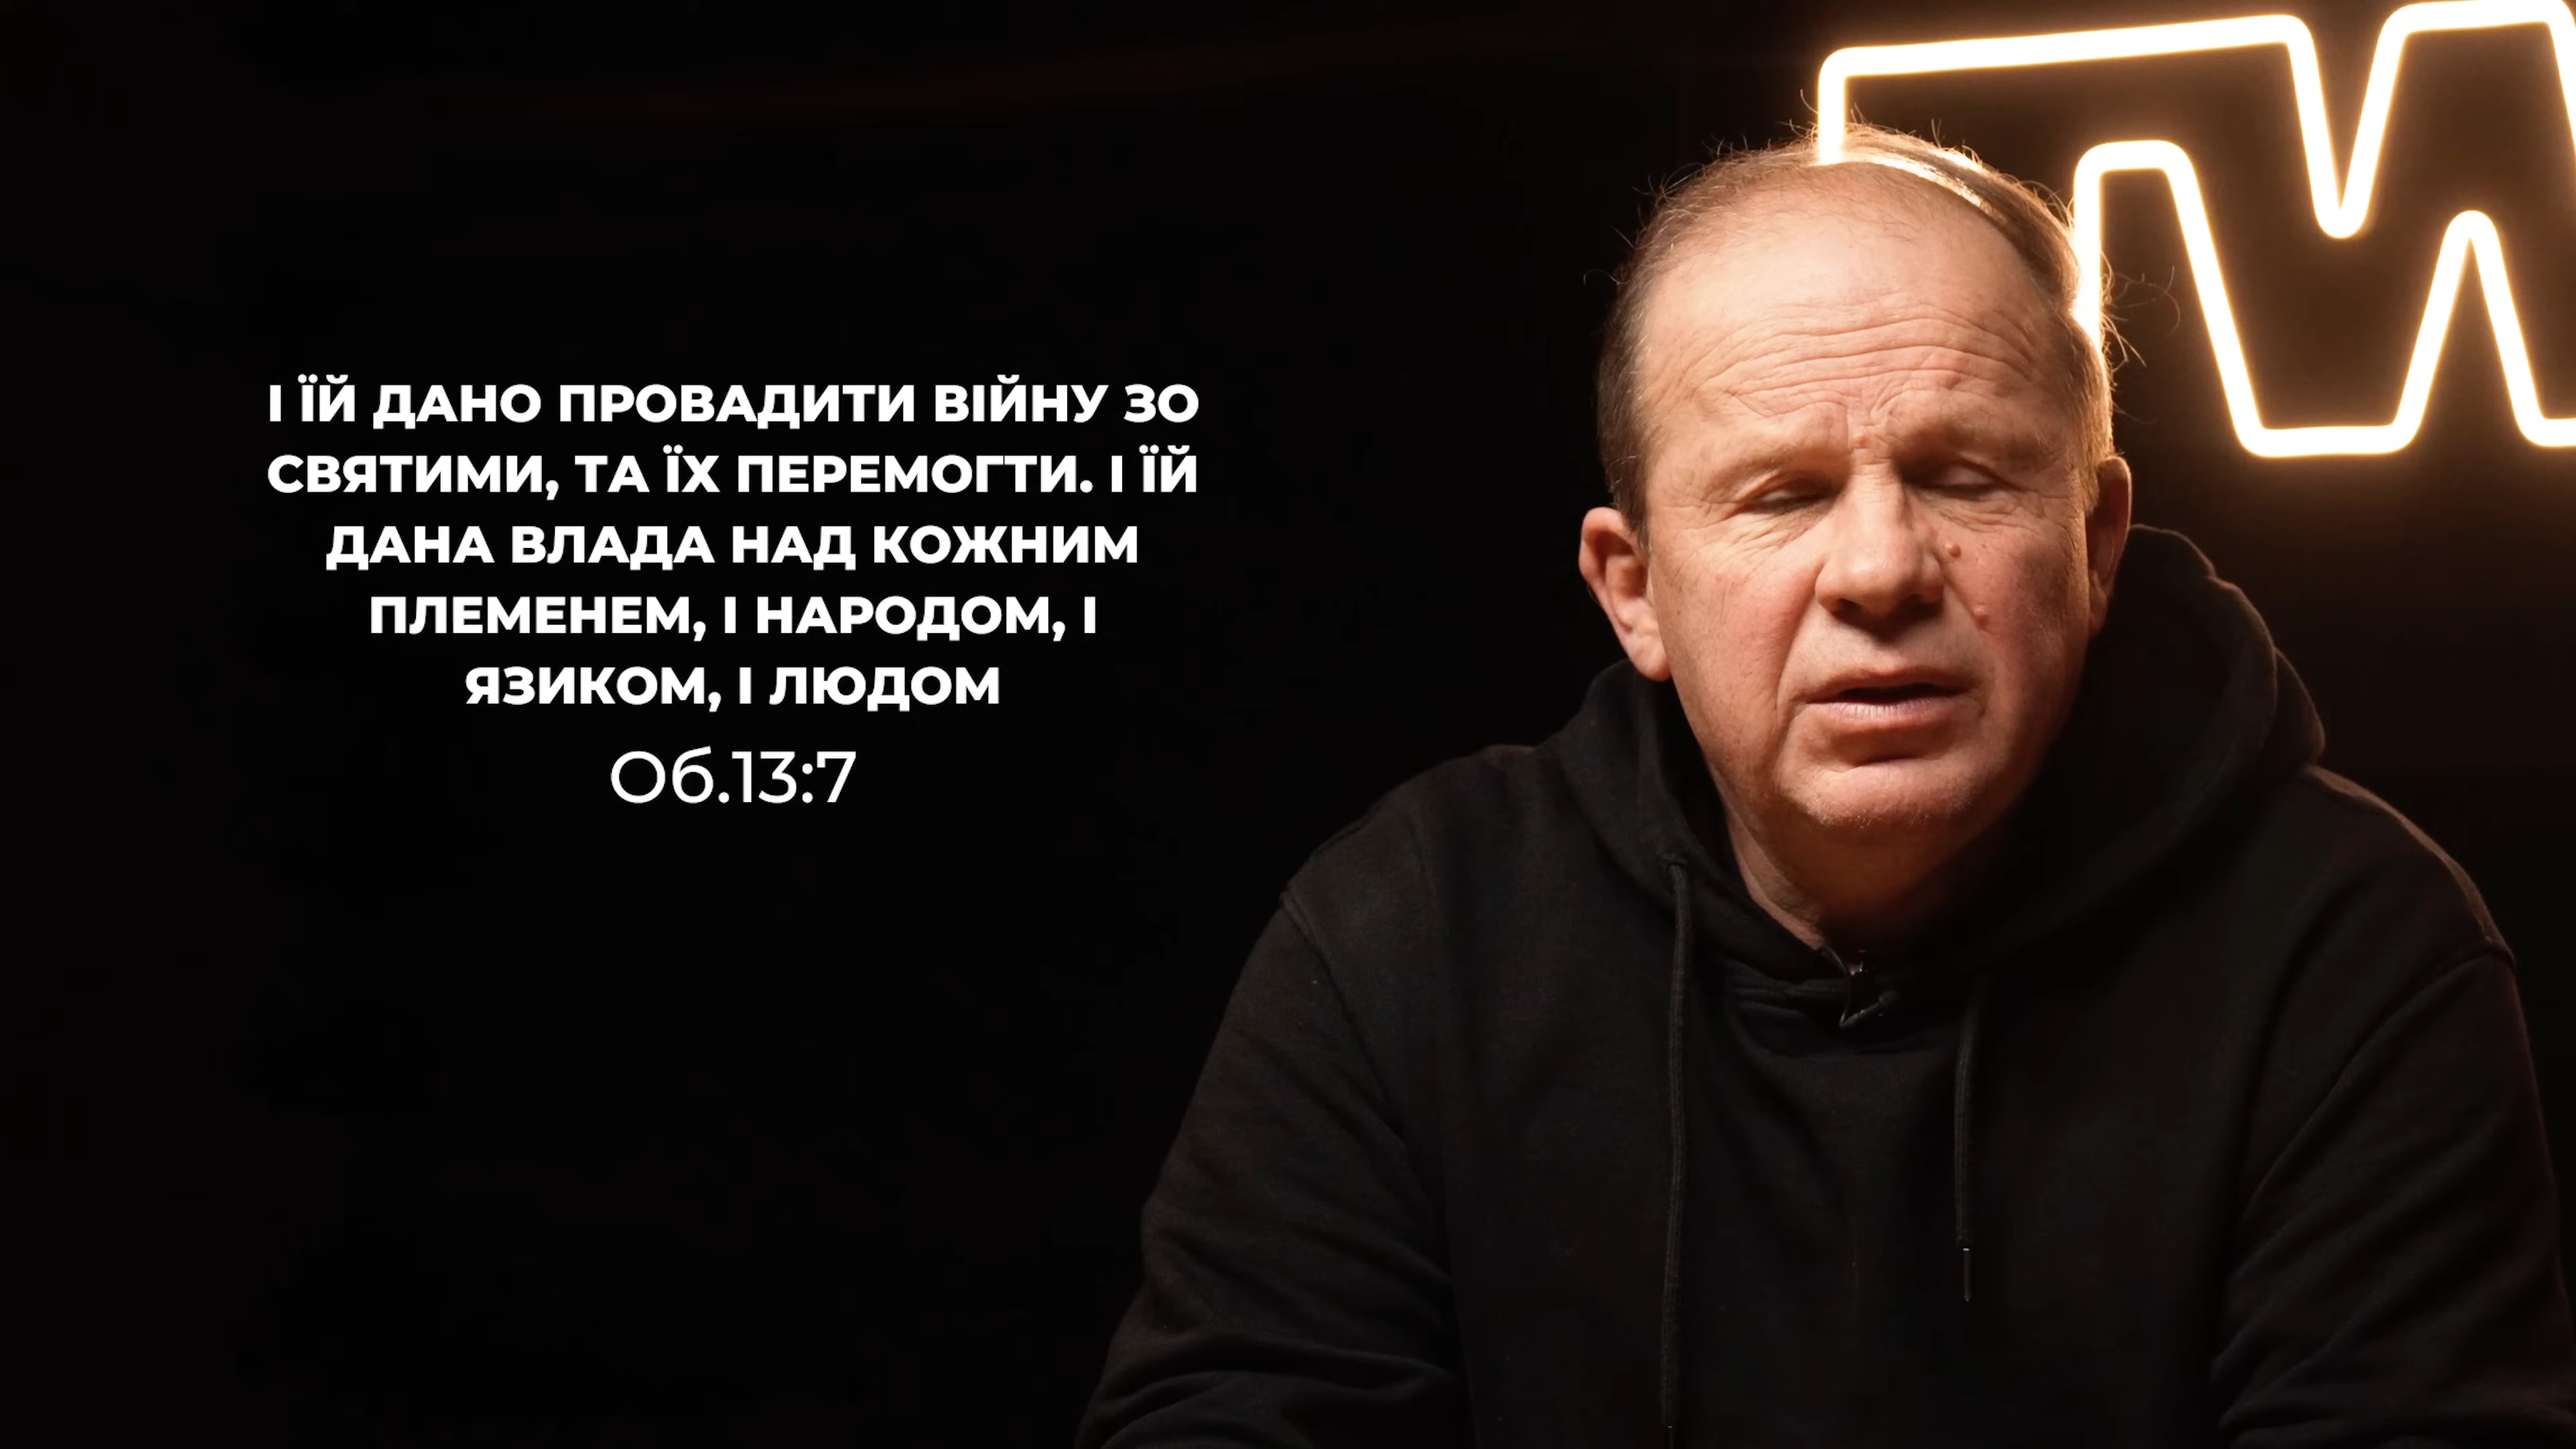 І ЇЙ ДАНО ПРОВАДИТИ ВІЙНУ ЗО
СВЯТИМИ, ТА ЇХ ПЕРЕМОГТИ. І ЇЙ
ДАНА ВЛАДА НАД КОЖНИМ
ПЛЕМЕНЕМ, І НАРОДОМ, І
ЯЗИКОМ, І ЛЮДОМ
Об.13:7